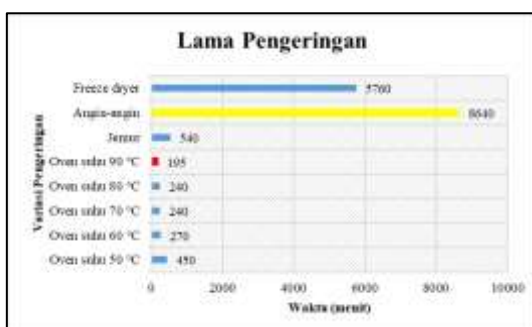 Lama Pengeringan
Variasi Pengeringan
Freeze dryer 5760
Angin-angin 8640
Jemur 540
Oven suhu 90 °C 195
Oven suhu 80 °C 240
Oven suhu 70 °C 240
Oven suhu 60 °C 270
Oven suhu 50 °C 450
0 2000 4000 6000 8000 10000
Waktu (menit)